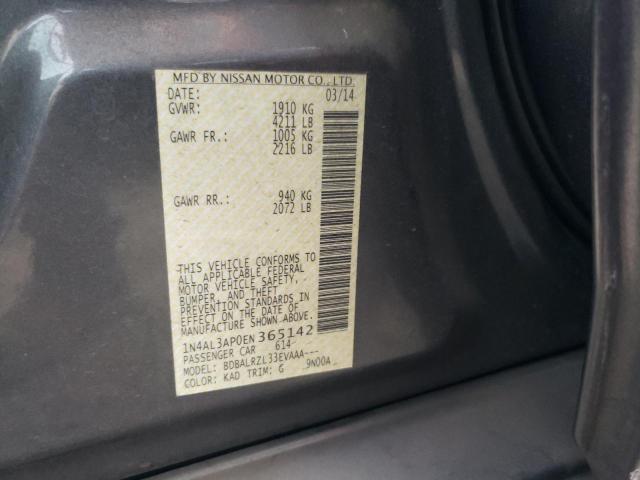 MFD BY NISSAN MOTOR CO., LTD.
DATE: 03/14
GVWR: 1910 KG
4211 LB
GAWR FR.: 1005 KG
2216 LB
GAWR RR.: 940 KG
2072 LB
THIS VEHICLE CONFORMS TO
ALL APPLICABLE FEDERAL
MOTOR VEHICLE SAFETY,
BUMPER, AND THEFT
PREVENTION STANDARDS IN
EFFECT ON THE DATE OF
MANUFACTURE SHOWN ABOVE.
1N4AL3AP0EN365142
PASSENGER CAR 614
MODEL: BDBALRZL33EVAAA---
COLOR: KAD TRIM: G 9N00A